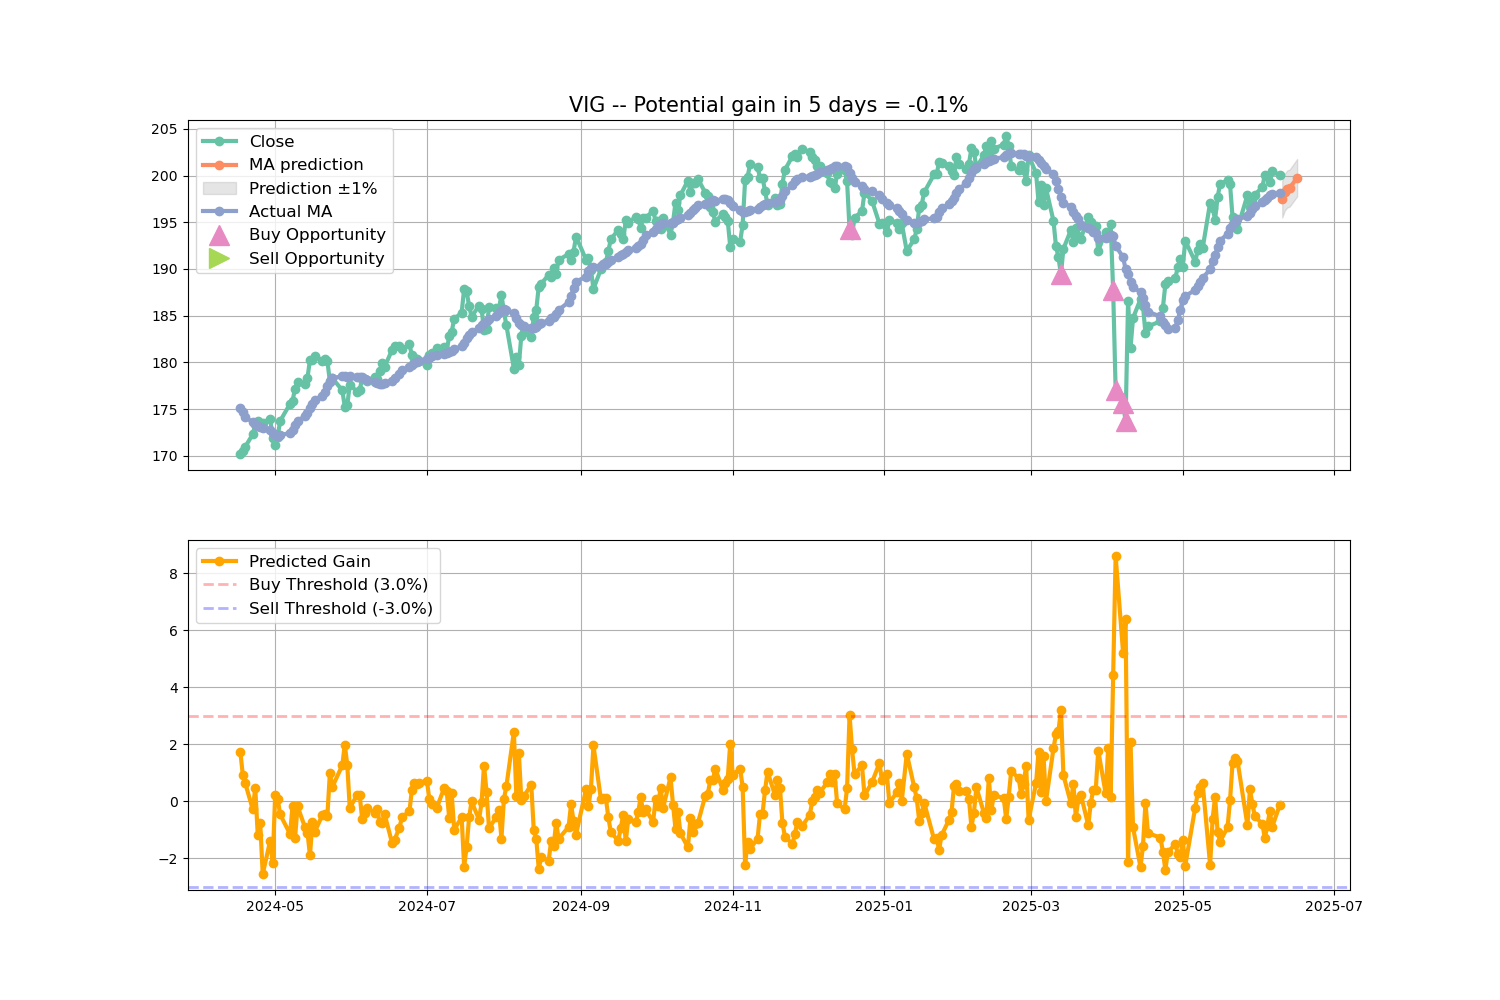 VIG -- Potential gain in 5 days = -0.1%
205
200
195
190
185
180
175
170
Close
MA prediction
Prediction ±1%
Actual MA
Buy Opportunity
Sell Opportunity
8
6
4
2
0
−2
Predicted Gain
Buy Threshold (3.0%)
Sell Threshold (-3.0%)
2024-05
2024-07
2024-09
2024-11
2025-01
2025-03
2025-05
2025-07